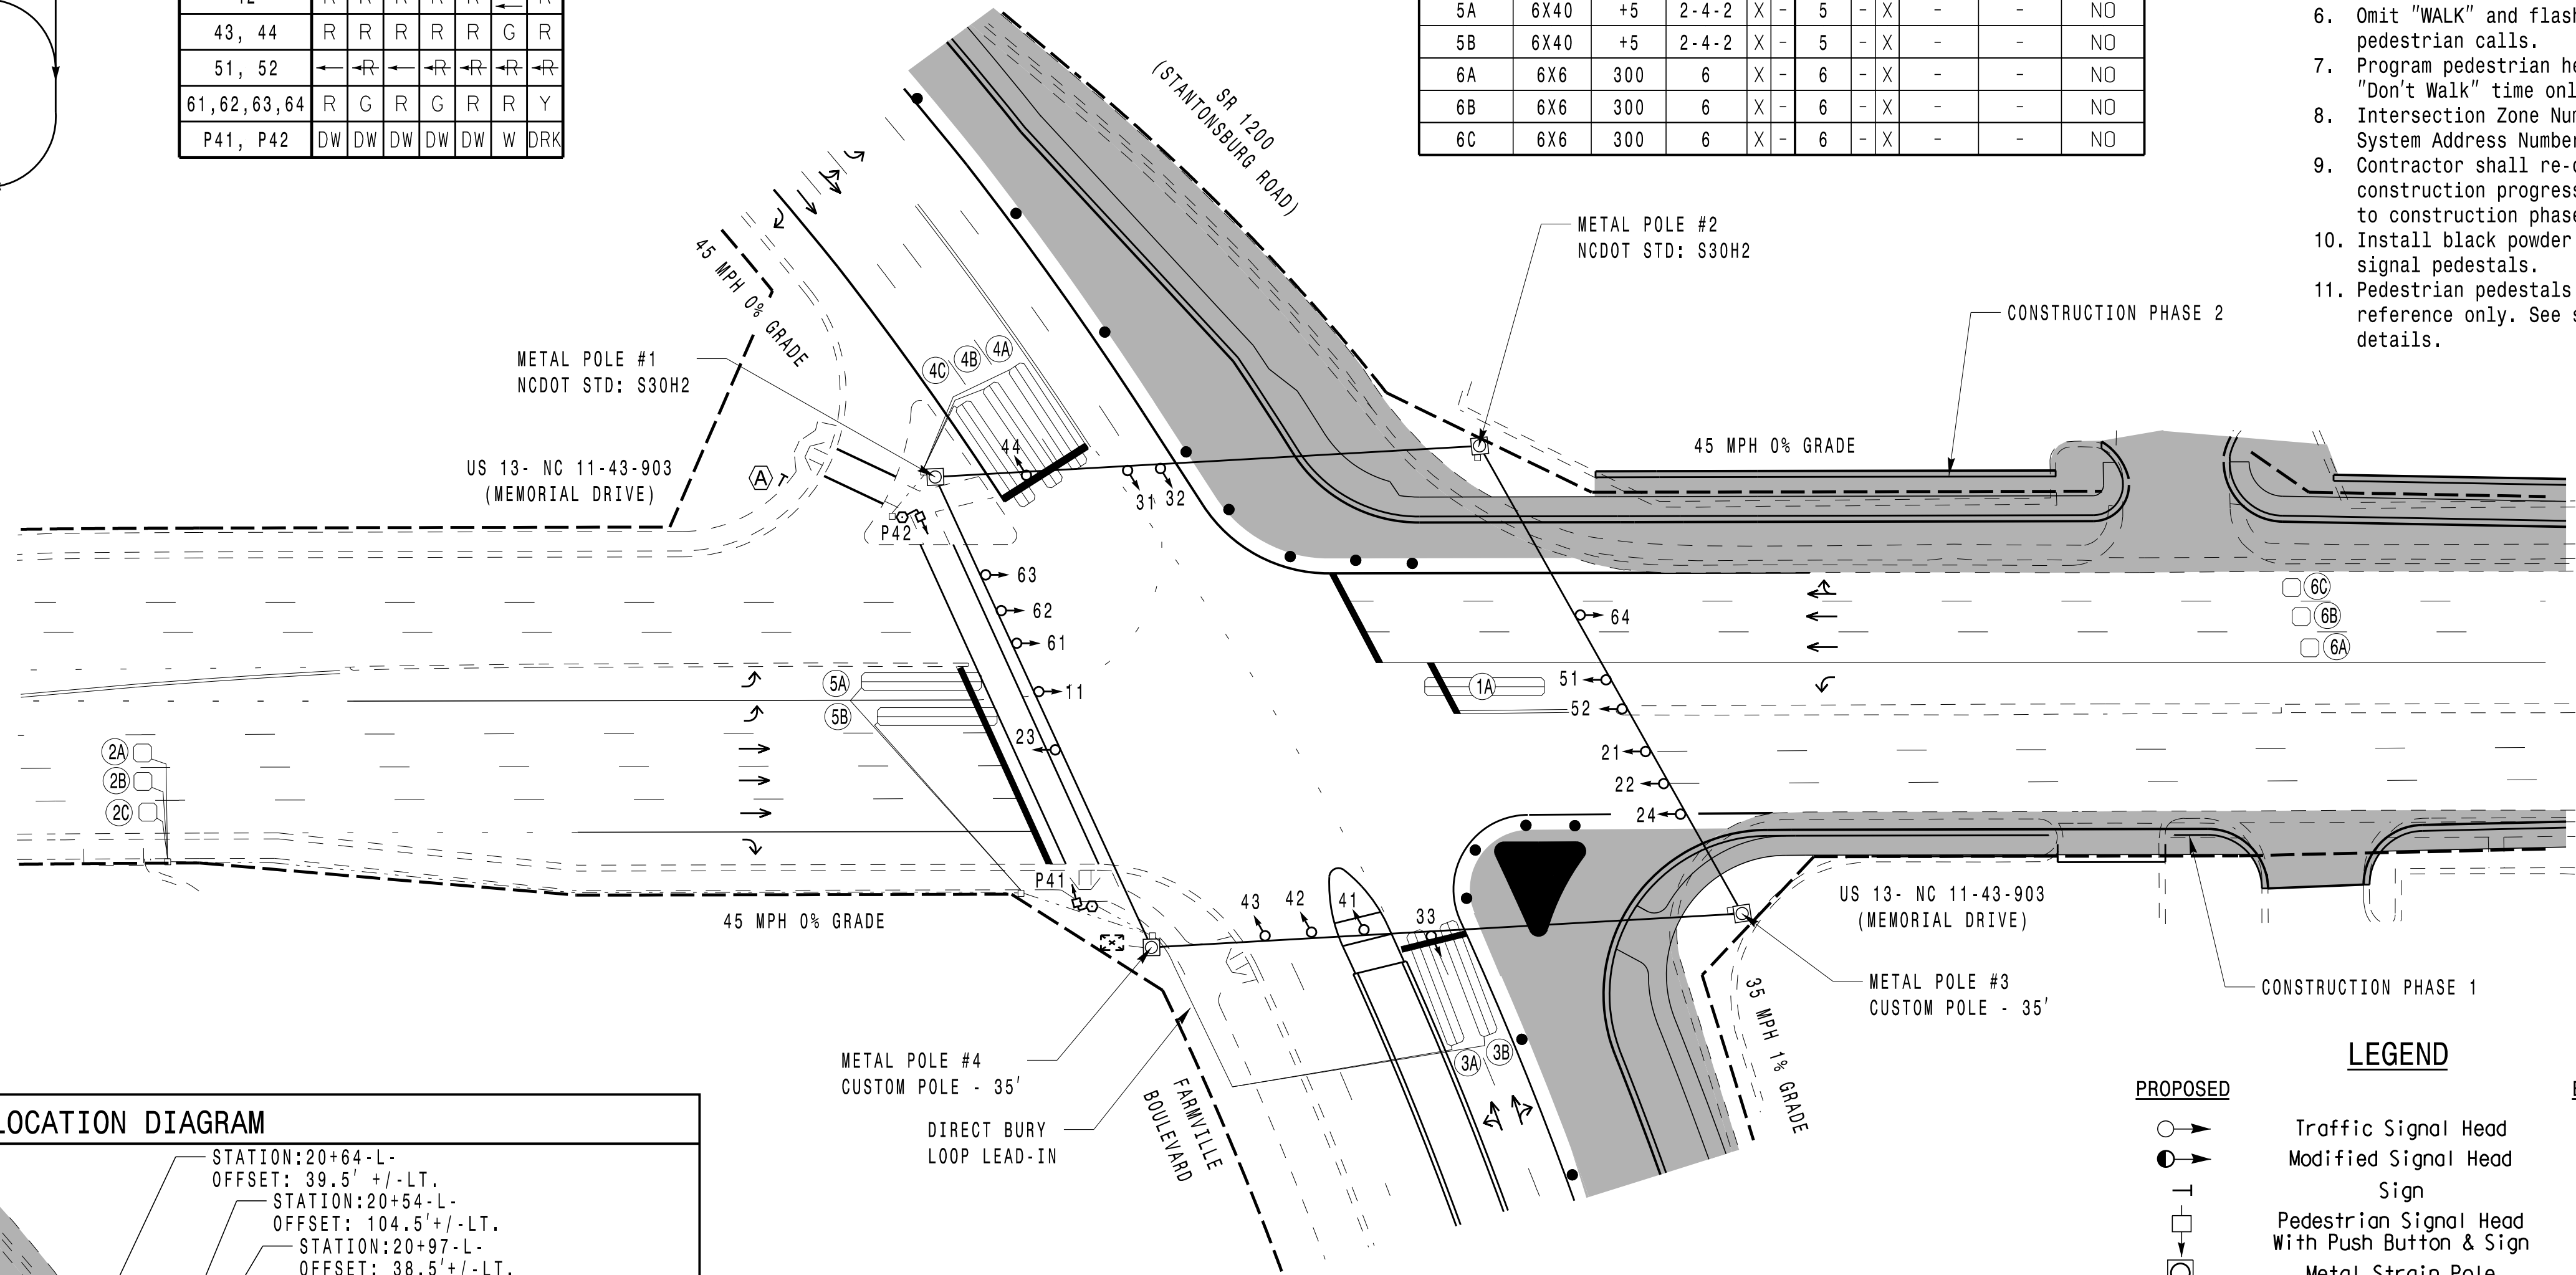 43, 44 R R R R R G R
51, 52 ←R ←R ←R ←R ←R
61,62,63,64 R G R G R R Y
P41, P42 DW DW DW DW DW W DRK
5A 6X40 +5 2-4-2 X - 5 - X - - NO
5B 6X40 +5 2-4-2 X - 5 - X - - NO
6A 6X6 300 6 X - 6 - X - - NO
6B 6X6 300 6 X - 6 - X - - NO
6C 6X6 300 6 X - 6 - X - - NO
6. Omit "WALK" and
pedestrian calls.
7. Program pedestrian
"Don't Walk" time
8. Intersection Zone
System Address
9. Contractor shall
construction
to construction
10. Install black powder
signal pedestals.
11. Pedestrian pedestals
reference only. See
details.
SR 1200
(STANTONSBURG ROAD)
45 MPH 0% GRADE
METAL POLE #1
NCDOT STD: S30H2
METAL POLE #2
NCDOT STD: S30H2
CONSTRUCTION PHASE 2
45 MPH 0% GRADE
US 13- NC 11-43-903
(MEMORIAL DRIVE)
A
4C
4B
4A
44
31 32
P42
63
62
61
11
23
5A
5B
2A
2B
2C
64
51
52
1A
21
22
24
6C
6B
6A
P41
45 MPH 0% GRADE
43 42 41 33
3A 3B
US 13- NC 11-43-903
(MEMORIAL DRIVE)
METAL POLE #3
CUSTOM POLE - 35'
CONSTRUCTION PHASE 1
35 MPH 1% GRADE
METAL POLE #4
CUSTOM POLE - 35'
DIRECT BURY
LOOP LEAD-IN
FARMVILLE
BOULEVARD
LOCATION DIAGRAM
STATION:20+64-L-
OFFSET: 39.5' +/-LT.
STATION:20+54-L-
OFFSET: 104.5'+/-LT.
STATION:20+97-L-
OFFSET: 38.5'+/-LT.
LEGEND
PROPOSED
Traffic Signal Head
Modified Signal Head
Sign
Pedestrian Signal Head
With Push Button & Sign
Metal Strain Pole